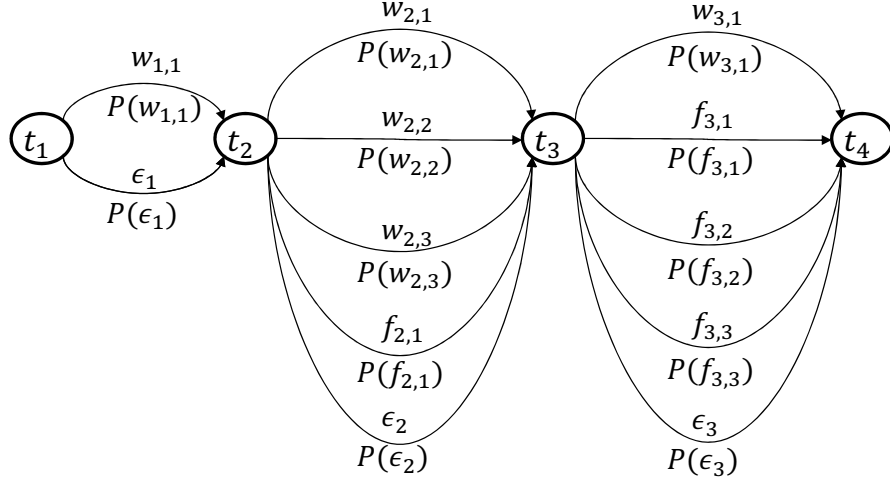 t₁
w₁,₁
P(w₁,₁)
ϵ₁
P(ϵ₁)
t₂
w₂,₁
P(w₂,₁)
w₂,₂
P(w₂,₂)
w₂,₃
P(w₂,₃)
f₂,₁
P(f₂,₁)
ϵ₂
P(ϵ₂)
t₃
w₃,₁
P(w₃,₁)
f₃,₁
P(f₃,₁)
f₃,₂
P(f₃,₂)
f₃,₃
P(f₃,₃)
ϵ₃
P(ϵ₃)
t₄